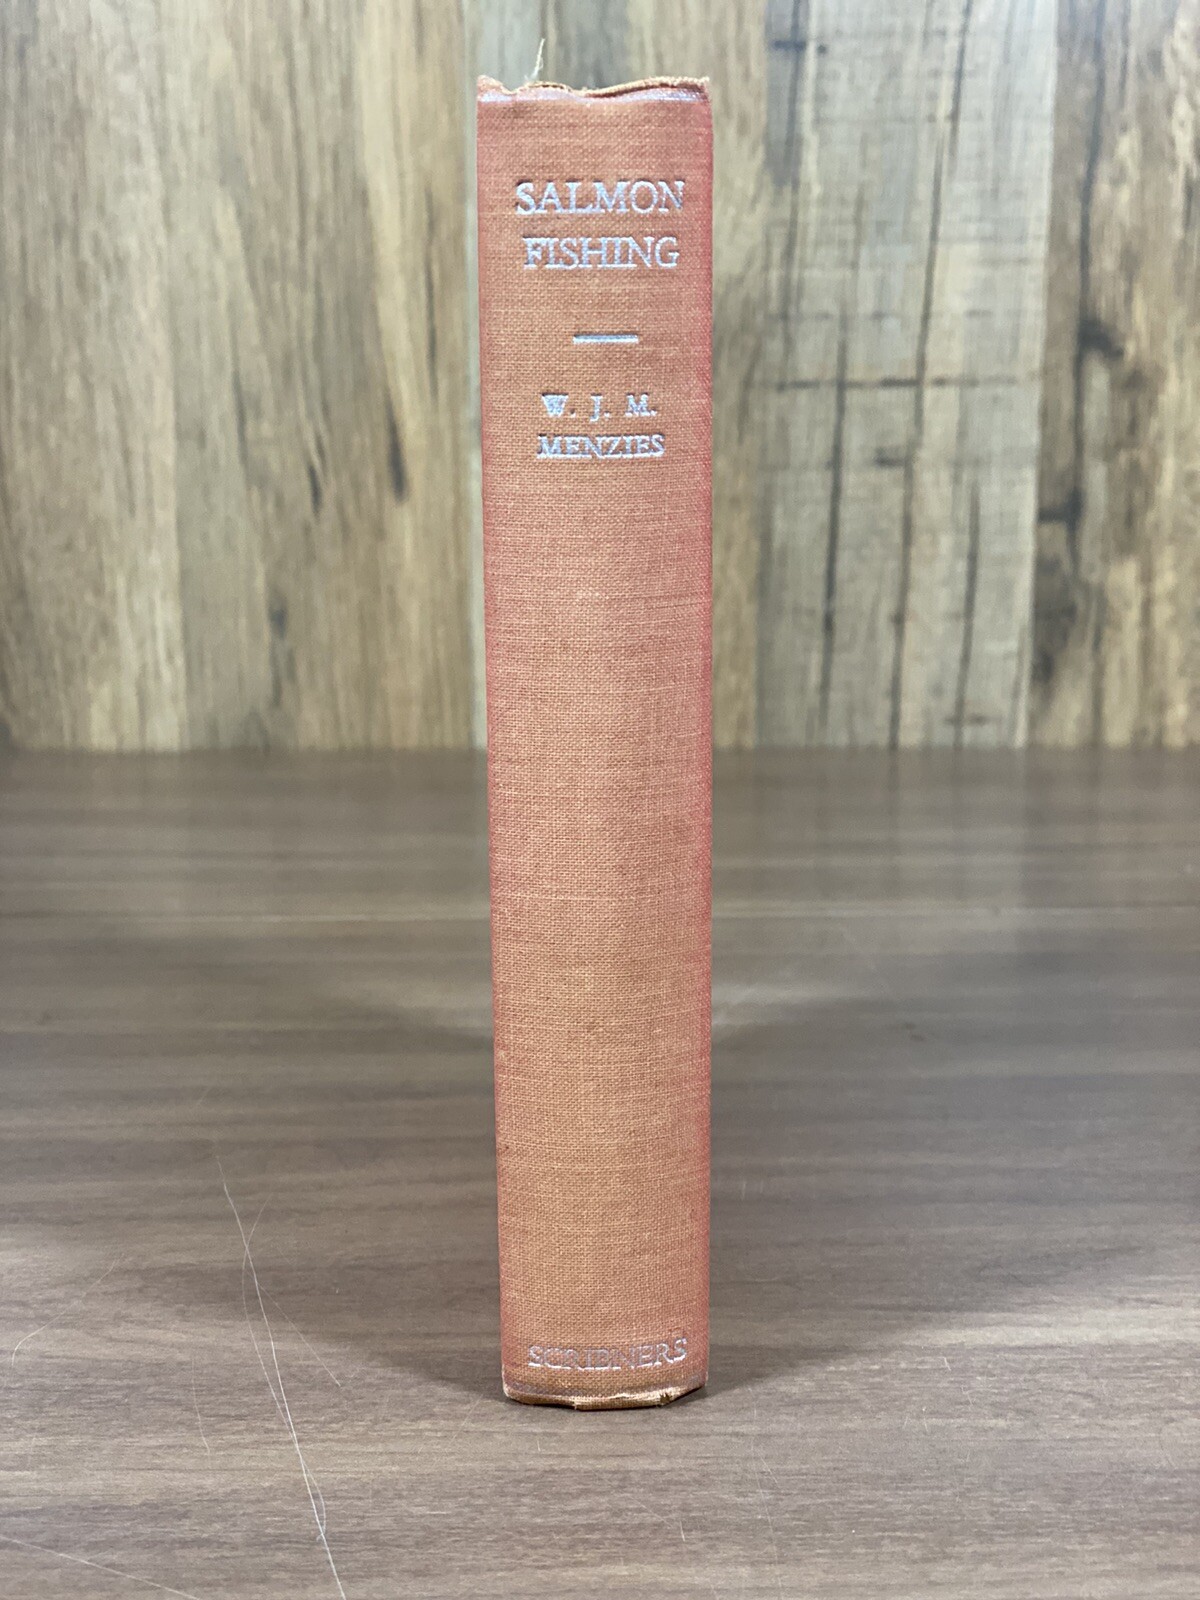 SALMON
FISHING
W. J. M.
MENZIES
SCRIBNERS